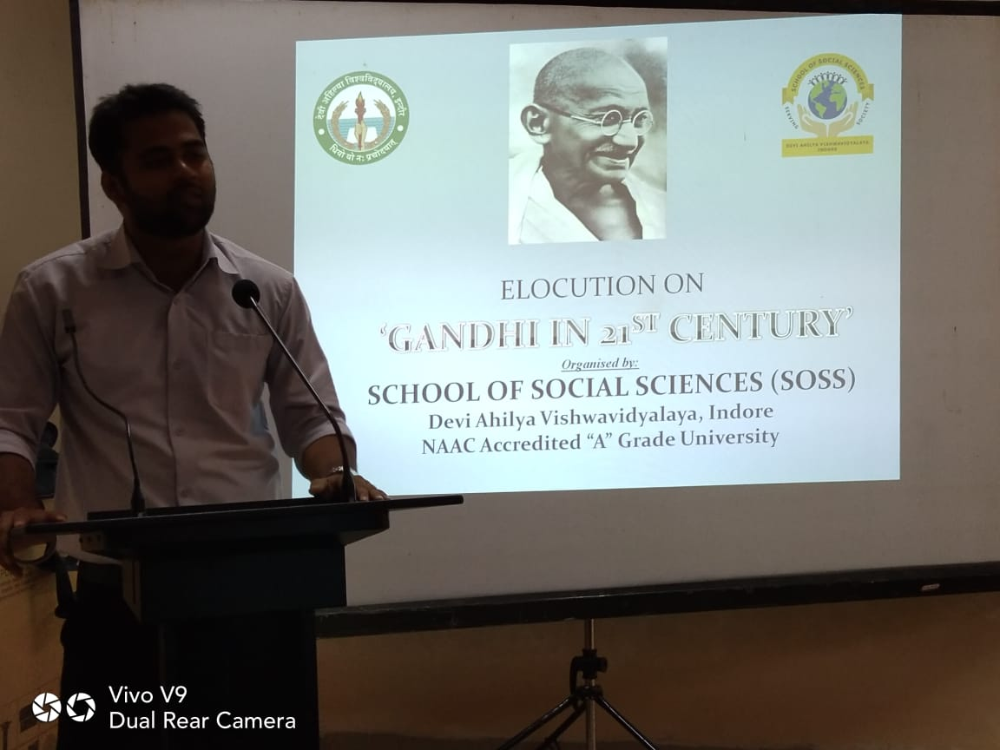 देवी अहिल्या विश्वविद्यालय, इन्दौर
धियो यो नः प्रचोदयात्
SCHOOL OF SOCIAL SCIENCES
SERVING SOCIETY
DEVI AHILYA VISHWAVIDYALAYA
INDORE
ELOCUTION ON
‘GANDHI IN 21ST CENTURY’
Organised by:
SCHOOL OF SOCIAL SCIENCES (SOSS)
Devi Ahilya Vishwavidyalaya, Indore
NAAC Accredited “A” Grade University
Vivo V9
Dual Rear Camera